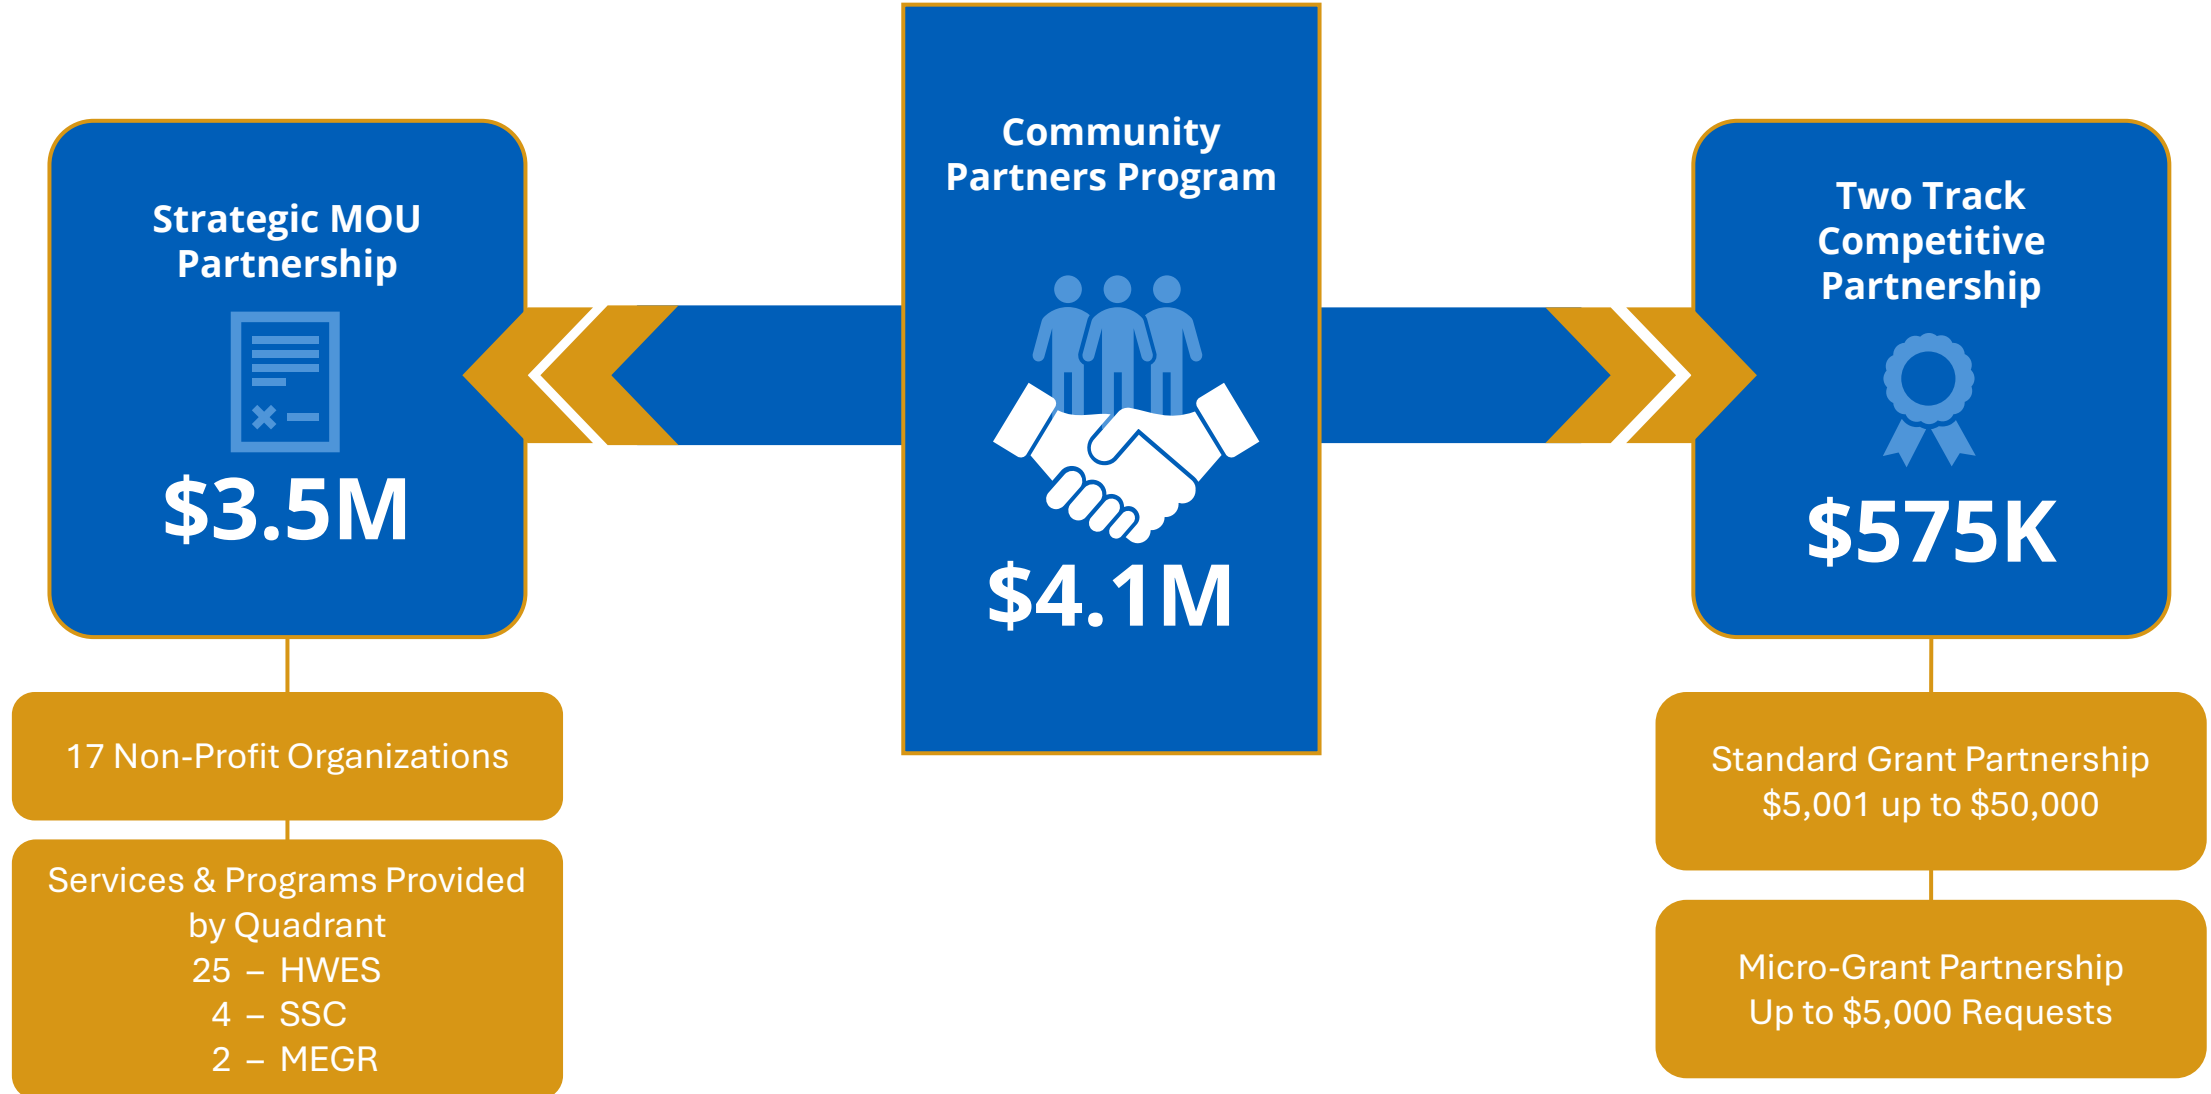 Community
Partners Program
$4.1M
Strategic MOU
Partnership
$3.5M
17 Non-Profit Organizations
Services & Programs Provided
by Quadrant
25 – HWES
4 – SSC
2 – MEGR
Two Track
Competitive
Partnership
$575K
Standard Grant Partnership
$5,001 up to $50,000
Micro-Grant Partnership
Up to $5,000 Requests